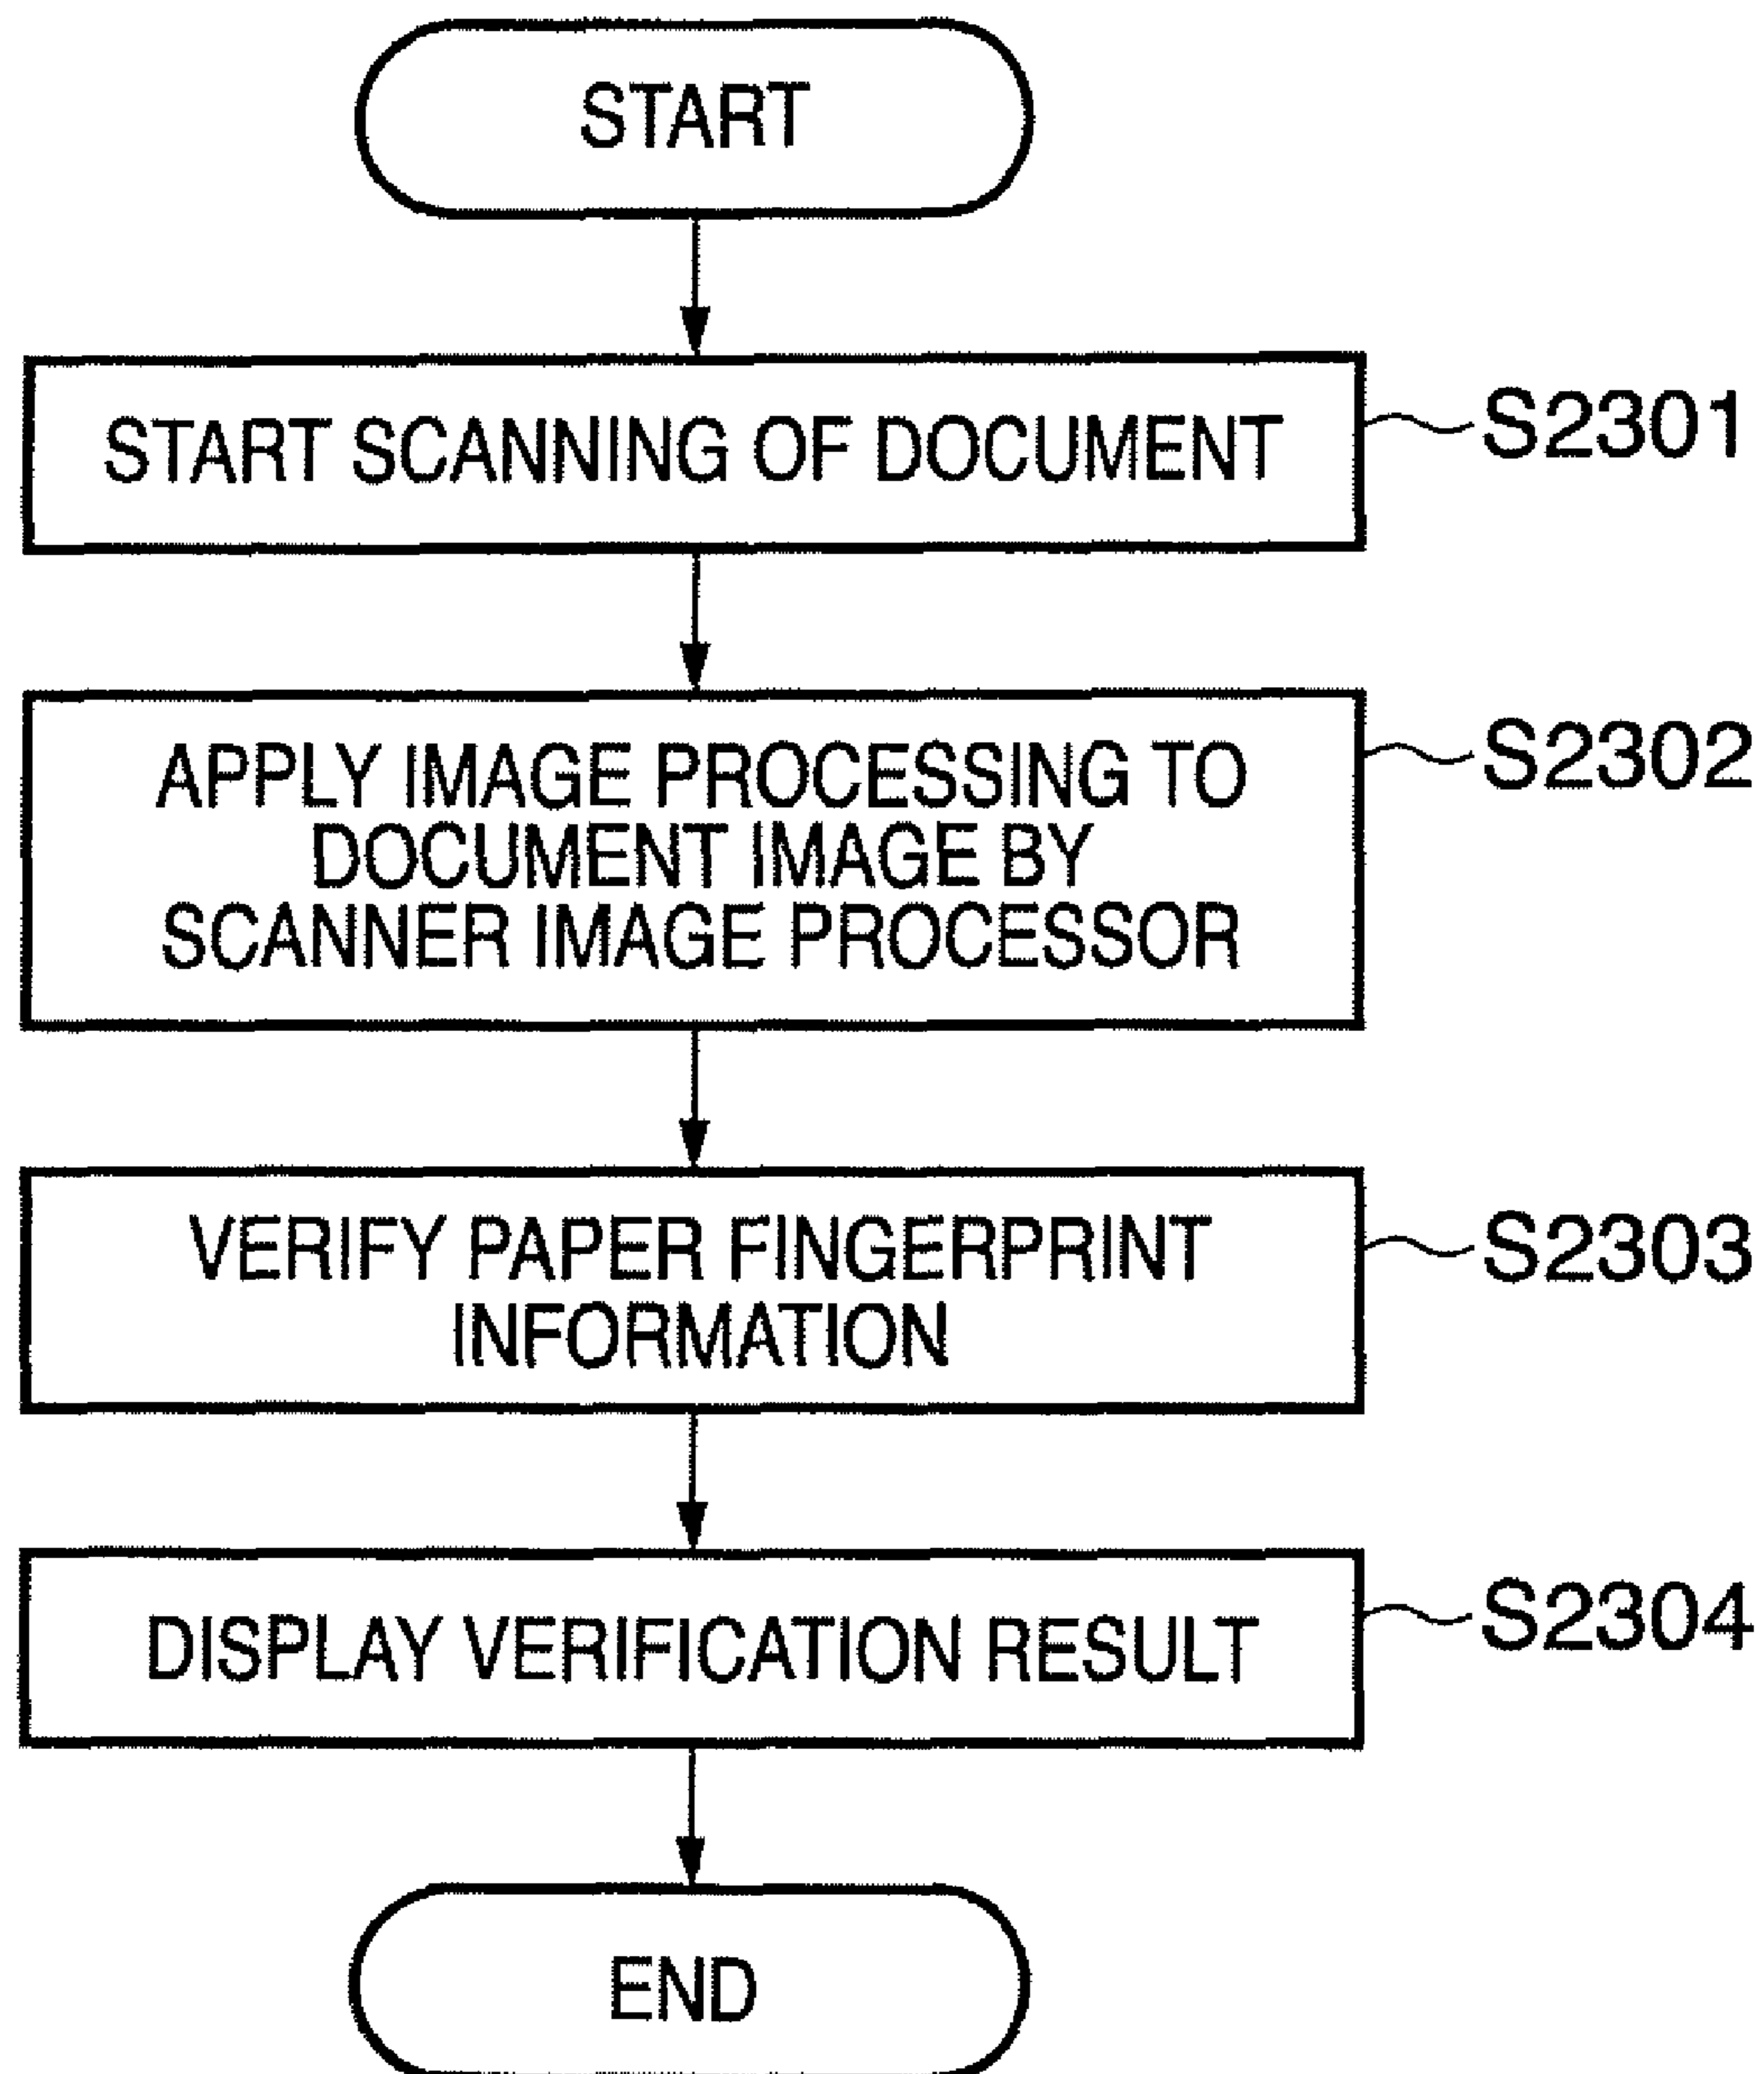 START
START SCANNING OF DOCUMENT
S2301
APPLY IMAGE PROCESSING TO
DOCUMENT IMAGE BY
SCANNER IMAGE PROCESSOR
S2302
VERIFY PAPER FINGERPRINT
INFORMATION
S2303
DISPLAY VERIFICATION RESULT
S2304
END